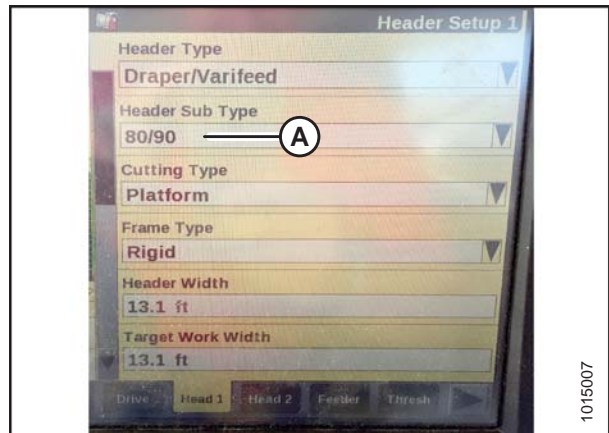 Header Setup 1
Header Type
Draper/Varifeed
Header Sub Type
80/90
A
Cutting Type
Platform
Frame Type
Rigid
Header Width
13.1 ft
Target Work Width
13.1 ft
Drive Head 1 Head 2 Feeder Thresh
1015007